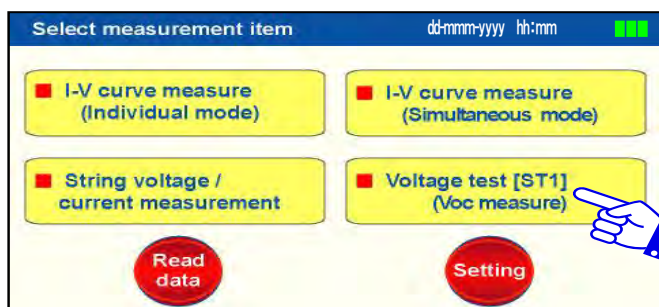 Select measurement item dd-mmm-yyyy hh:mm
I-V curve measure
(Individual mode)
I-V curve measure
(Simultaneous mode)
String voltage /
current measurement
Voltage test [ST1]
(Voc measure)
Read
data
Setting